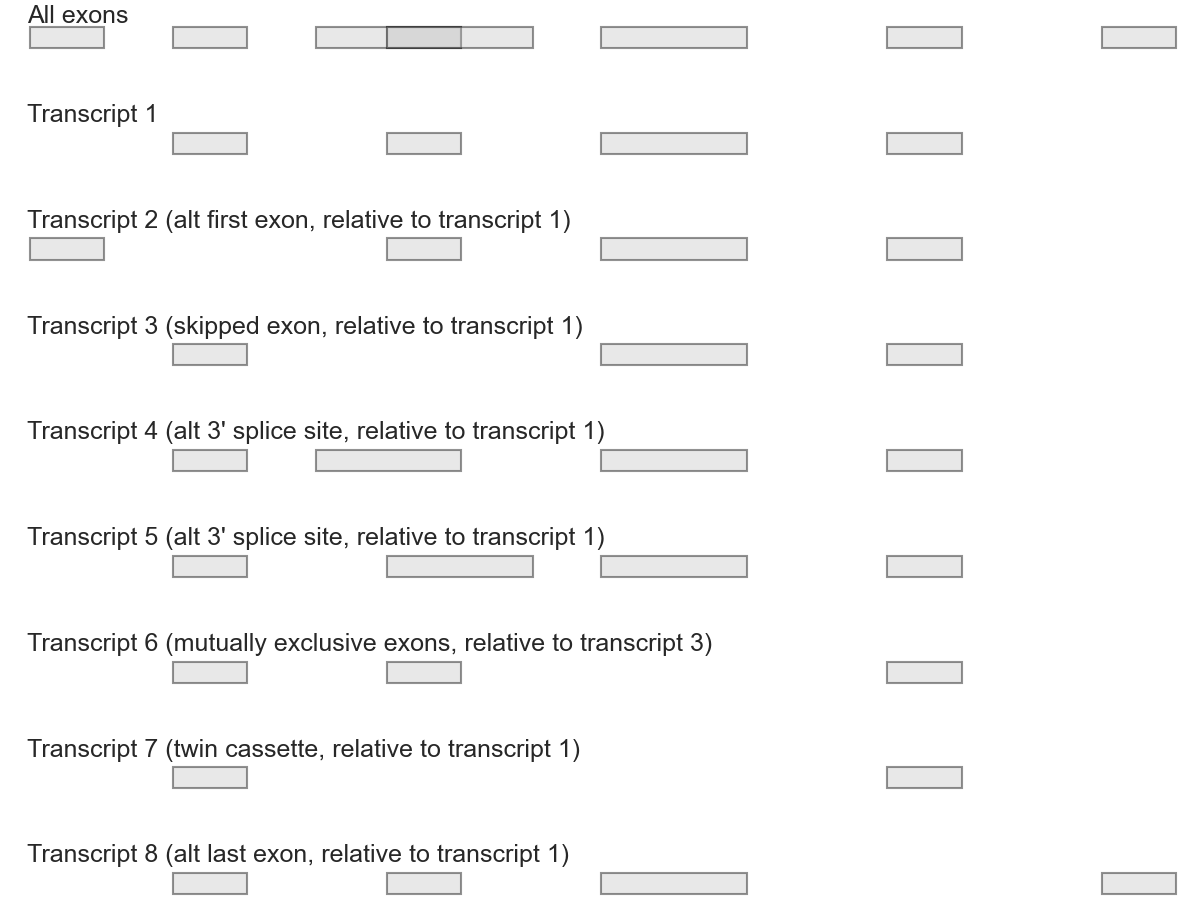 All exons
Transcript 1
Transcript 2 (alt first exon, relative to transcript 1)
Transcript 3 (skipped exon, relative to transcript 1)
Transcript 4 (alt 3' splice site, relative to transcript 1)
Transcript 5 (alt 3' splice site, relative to transcript 1)
Transcript 6 (mutually exclusive exons, relative to transcript 3)
Transcript 7 (twin cassette, relative to transcript 1)
Transcript 8 (alt last exon, relative to transcript 1)